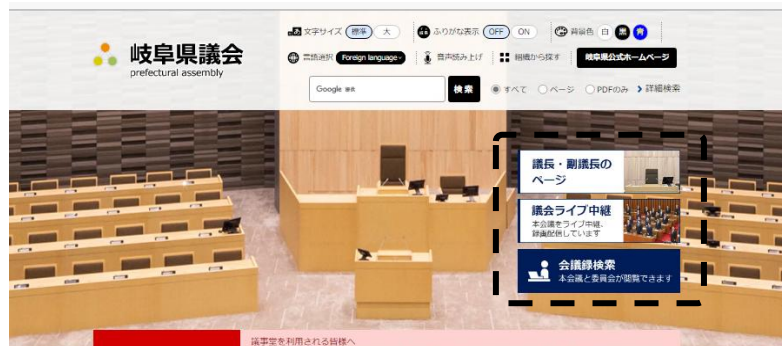 岐阜県議会
prefectural assembly
文字サイズ 標準 大 ふりがな表示 OFF ON 背景色 白 黒 青
言語選択 Foreign language 音声読み上げ 組織から探す 岐阜県公式ホームページ
Google 検索 検索 すべて ページ PDFのみ 詳細検索
議長・副議長の
ページ
議会ライブ中継
本会議をライブ中継、
録画配信しています
会議録検索
本会議と委員会が閲覧できます
議事堂を利用される皆様へ